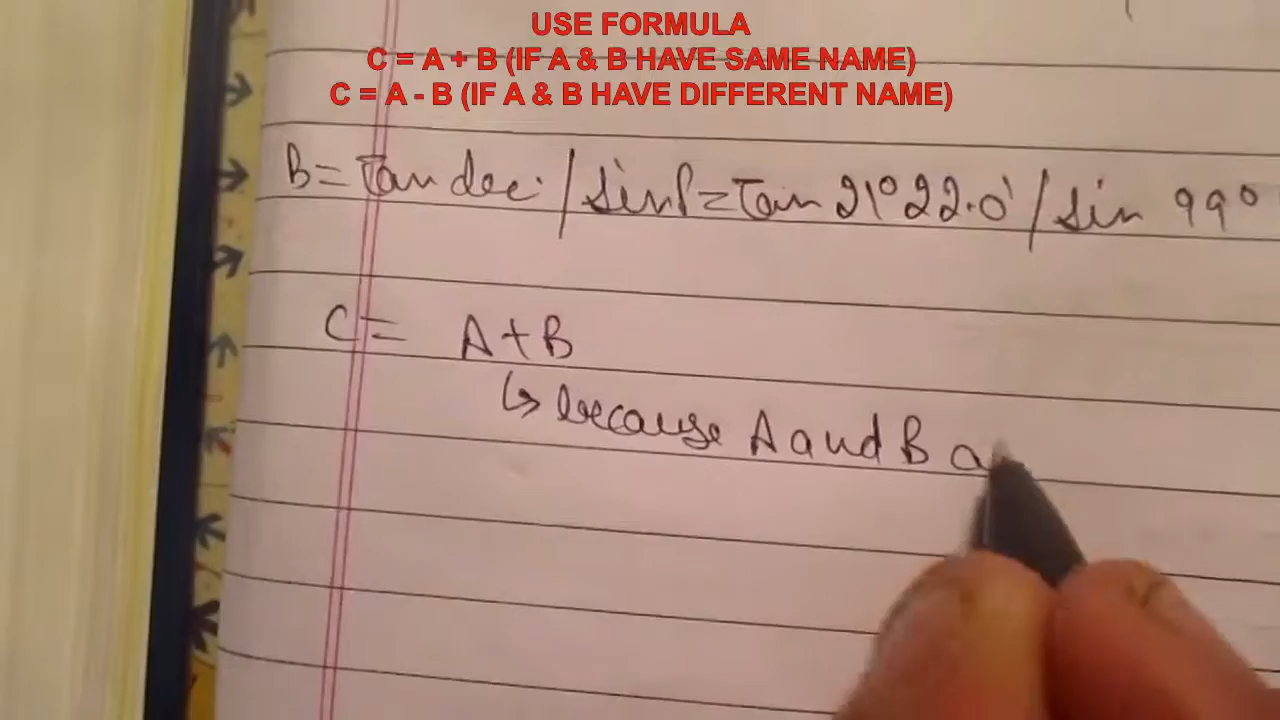 USE FORMULA
C = A + B (IF A & B HAVE SAME NAME)
C = A - B (IF A & B HAVE DIFFERENT NAME)
B = Tan dec. / Sin P = Tan 21° 22.0' / Sin 99°
C = A + B
↳ because A and B a